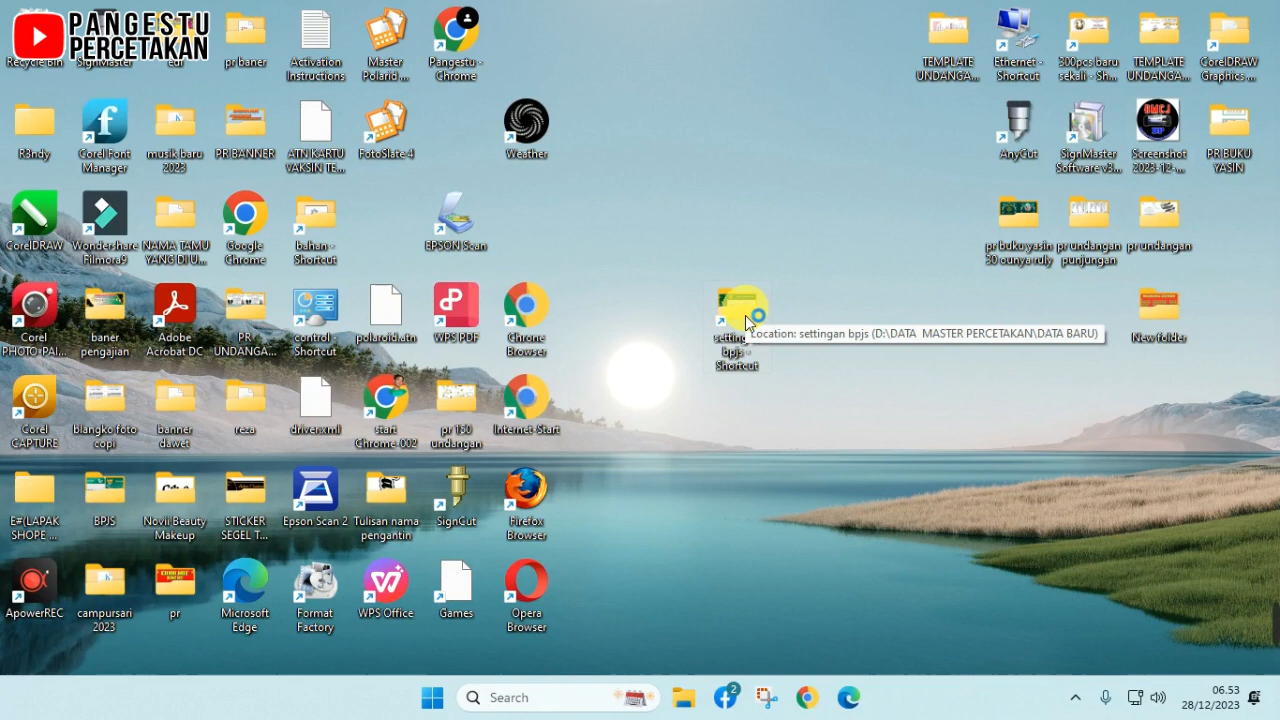 PANGESTU
PERCETAKAN
Recycle Bin
SignMaster
edit
pr baner
Activation
Instructions
Master
Polarid ...
Pangestu -
Chrome
TEMPLATE
UNDANGA...
Ethernet -
Shortcut
300pcs baru
sekali - Sh...
TEMPLATE
UNDANGA...
CorelDRAW
Graphics ...
R3ndy
Corel Font
Manager
musik baru
2023
PR BANNER
ATN KARTU
VAKSIN TE...
FotoSlate 4
Weather
AnyCut
SignMaster
Software v3...
Screenshot
2023-12-...
PR BUKU
YASIN
CorelDRAW
Wondershare
Filmora9
NAMA TAMU
YANG DI U...
Google
Chrome
bahan -
Shortcut
EPSON Scan
pr buku yasin
30 ounya ruly
pr undangan
punjungan
pr undangan
Corel
PHOTO-PAI...
baner
pengajian
Adobe
Acrobat DC
PR
UNDANGA...
control -
Shortcut
polaroid.atn
WPS PDF
Chrome
Browser
bpjs -
Shortcut
Location: settingan bpjs (D:\DATA MASTER PERCETAKAN\DATA BARU)
New folder
Corel
CAPTURE
blangko foto
copi
banner
dawet
reza
driver.xml
start
Chrome-002
pr 150
undangan
Internet-Start
E#(LAPAK
SHOPE ...
BPJS
Novii Beauty
Makeup
STICKER
SEGEL T...
Epson Scan 2
Tulisan nama
pengantin
SignCut
Firefox
Browser
ApowerREC
campursari
2023
pr
Microsoft
Edge
Format
Factory
WPS Office
Games
Opera
Browser
Search
2
06.53
28/12/2023